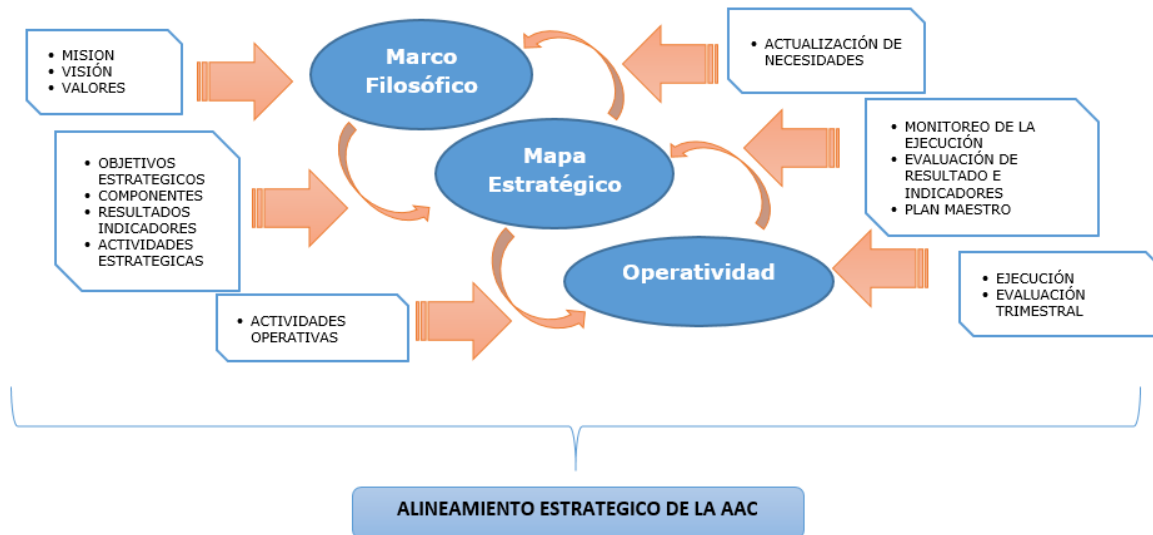 • MISION
• VISIÓN
• VALORES
Marco
Filosófico
• ACTUALIZACIÓN DE
NECESIDADES
• OBJETIVOS
ESTRATEGICOS
• COMPONENTES
• RESULTADOS
INDICADORES
• ACTIVIDADES
ESTRATEGICAS
Mapa
Estratégico
• MONITOREO DE LA
EJECUCIÓN
• EVALUACIÓN DE
RESULTADO E
INDICADORES
• PLAN MAESTRO
• ACTIVIDADES
OPERATIVAS
Operatividad
• EJECUCIÓN
• EVALUACIÓN
TRIMESTRAL
ALINEAMIENTO ESTRATEGICO DE LA AAC